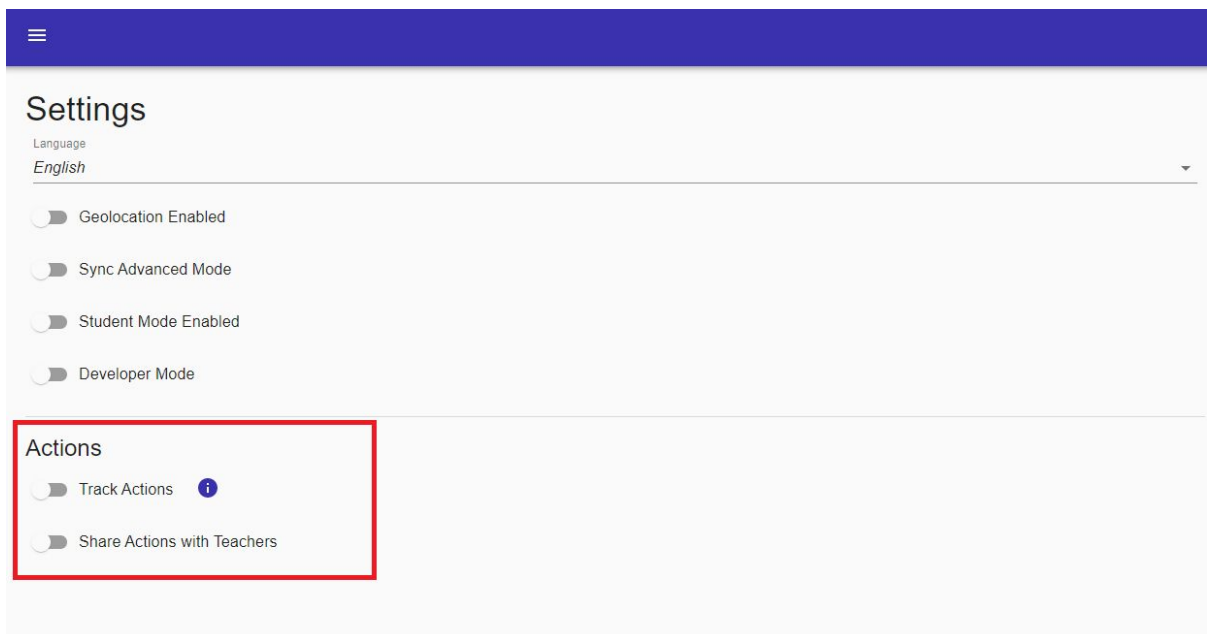 Settings
Language
English
Geolocation Enabled
Sync Advanced Mode
Student Mode Enabled
Developer Mode
Actions
Track Actions i
Share Actions with Teachers